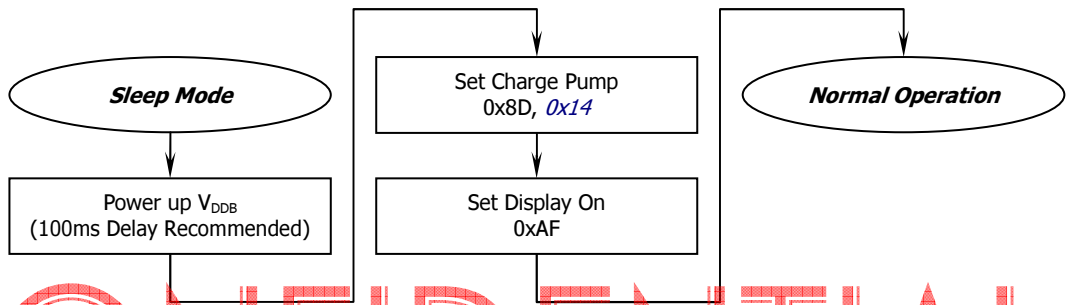 Sleep Mode
Power up VDDB
(100ms Delay Recommended)
Set Charge Pump
0x8D, 0x14
Set Display On
0xAF
Normal Operation